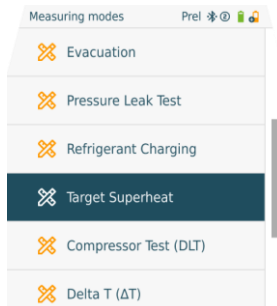 Measuring modes Prel
Evacuation
Pressure Leak Test
Refrigerant Charging
Target Superheat
Compressor Test (DLT)
Delta T (ΔT)